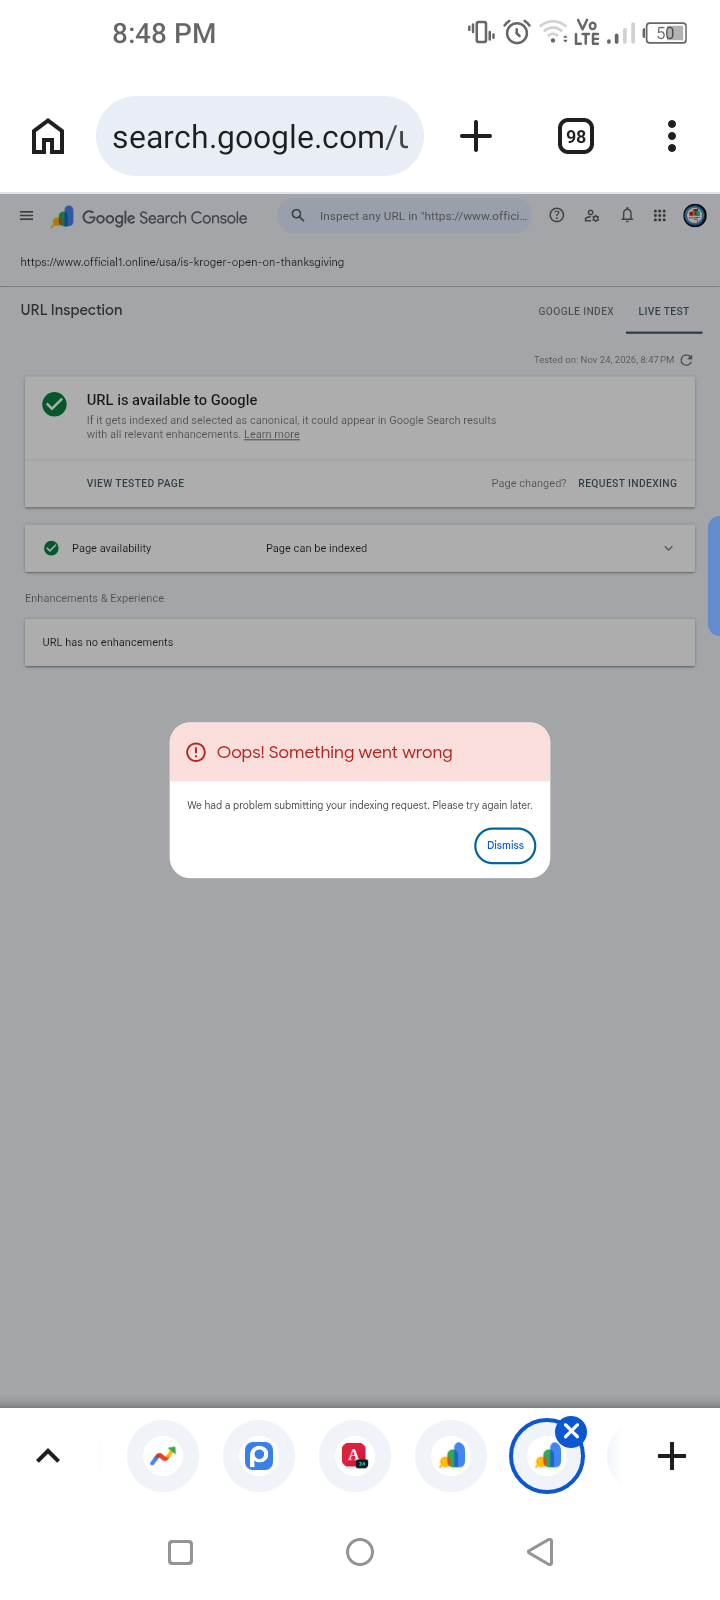 8:48 PM
Vo
LTE
50
search.google.com/
98
Google Search Console
Inspect any URL in "https://www.offici...
https://www.official1.online/usa/is-kroger-open-on-thanksgiving
URL Inspection
GOOGLE INDEX
LIVE TEST
Tested on: Nov 24, 2026, 8:47 PM
URL is available to Google
If it gets indexed and selected as canonical, it could appear in Google Search results
with all relevant enhancements. Learn more
VIEW TESTED PAGE
Page changed?
REQUEST INDEXING
Page availability
Page can be indexed
Enhancements & Experience
URL has no enhancements
Oops! Something went wrong
We had a problem submitting your indexing request. Please try again later.
Dismiss
A
24